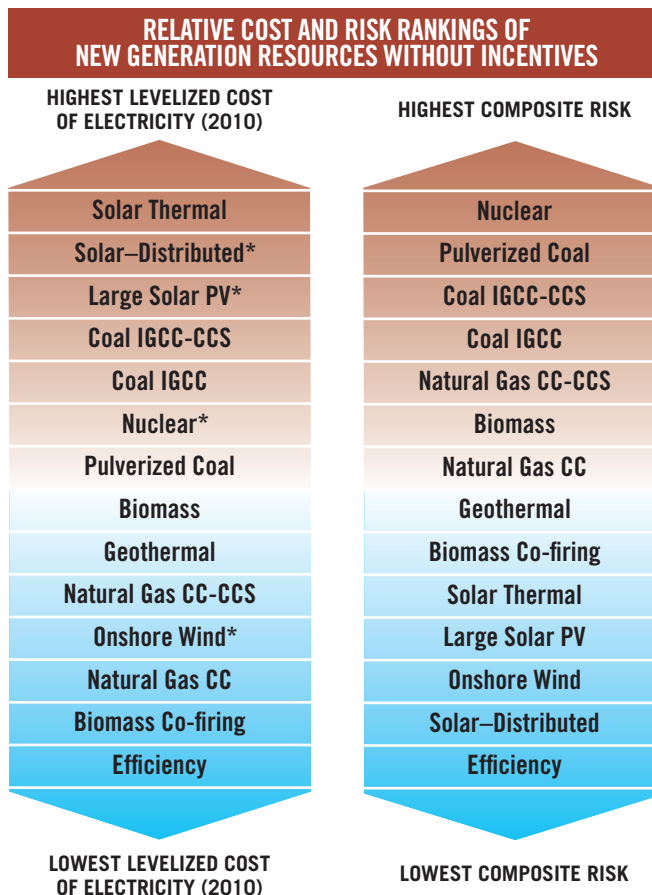 RELATIVE COST AND RISK RANKINGS OF
NEW GENERATION RESOURCES WITHOUT INCENTIVES
HIGHEST LEVELIZED COST
OF ELECTRICITY (2010)
Solar Thermal
Solar–Distributed*
Large Solar PV*
Coal IGCC-CCS
Coal IGCC
Nuclear*
Pulverized Coal
Biomass
Geothermal
Natural Gas CC-CCS
Onshore Wind*
Natural Gas CC
Biomass Co-firing
Efficiency
LOWEST LEVELIZED COST
OF ELECTRICITY (2010)
HIGHEST COMPOSITE RISK
Nuclear
Pulverized Coal
Coal IGCC-CCS
Coal IGCC
Natural Gas CC-CCS
Biomass
Natural Gas CC
Geothermal
Biomass Co-firing
Solar Thermal
Large Solar PV
Onshore Wind
Solar–Distributed
Efficiency
LOWEST COMPOSITE RISK